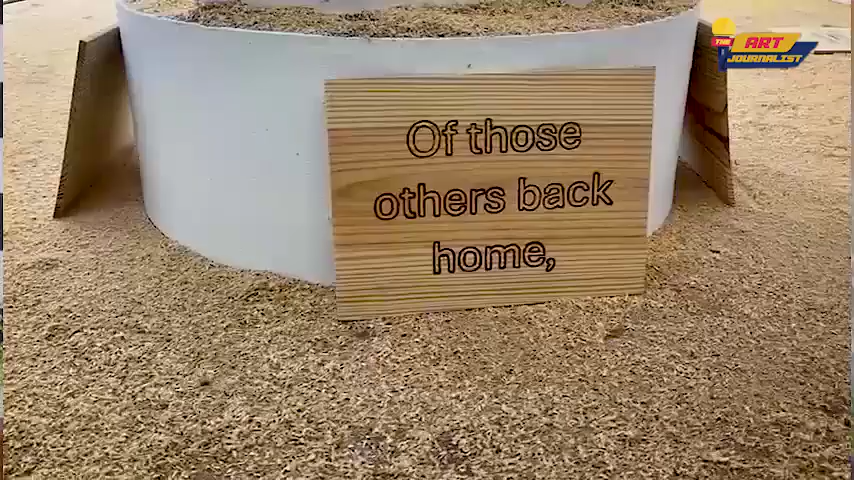 THE
ART
JOURNALIST
Of those
others back
home,